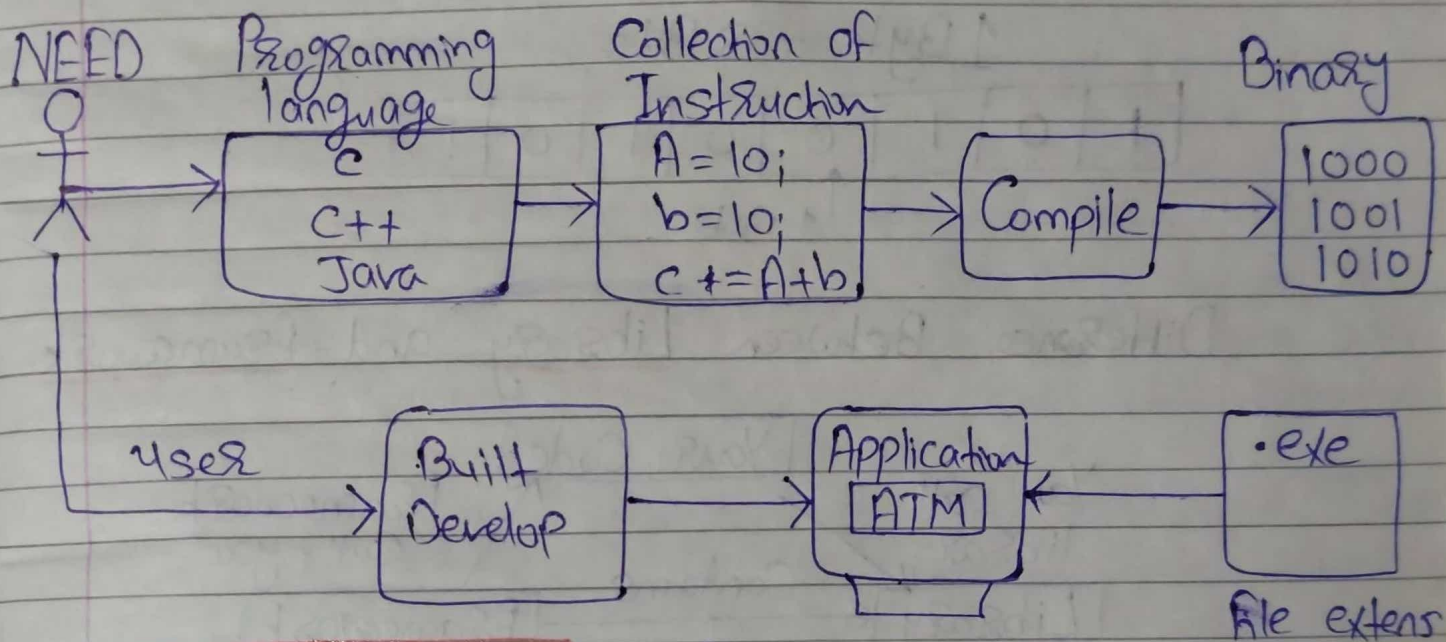 NEED
Programming
language
C
C++
Java
Collection of
Instruction
A=10;
b=10;
c+=A+b
Compile
Binary
1000
1001
1010
user
.Built
Develop
Application
ATM
.exe
file extens